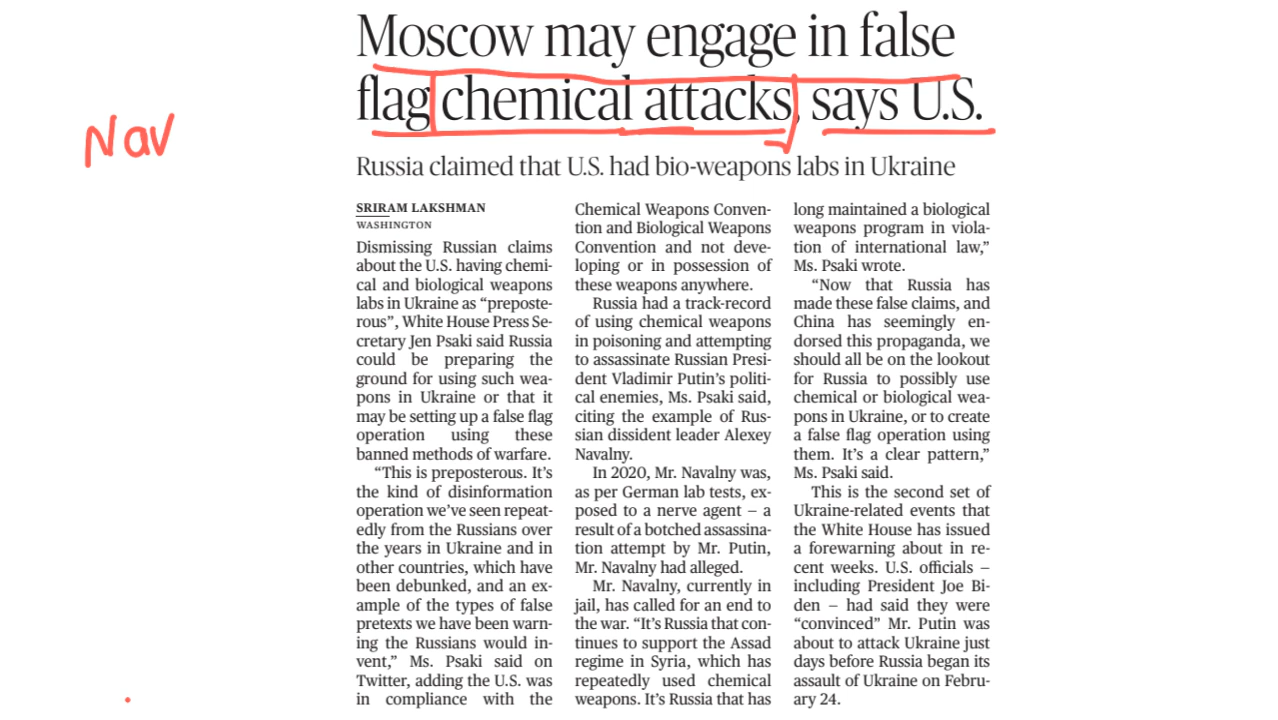 Moscow may engage in false
flag chemical attacks, says U.S.
Nav
Russia claimed that U.S. had bio-weapons labs in Ukraine
SRIRAM LAKSHMAN
WASHINGTON
Dismissing Russian claims
about the U.S. having chemi-
cal and biological weapons
labs in Ukraine as “preposte-
rous”, White House Press Se-
cretary Jen Psaki said Russia
could be preparing the
ground for using such wea-
pons in Ukraine or that it
may be setting up a false flag
operation using these
banned methods of warfare.
“This is preposterous. It’s
the kind of disinformation
operation we’ve seen repeat-
edly from the Russians over
the years in Ukraine and in
other countries, which have
been debunked, and an ex-
ample of the types of false
pretexts we have been warn-
ing the Russians would in-
vent,” Ms. Psaki said on
Twitter, adding the U.S. was
in compliance with the
Chemical Weapons Conven-
tion and Biological Weapons
Convention and not deve-
loping or in possession of
these weapons anywhere.
Russia had a track-record
of using chemical weapons
in poisoning and attempting
to assassinate Russian Presi-
dent Vladimir Putin’s politi-
cal enemies, Ms. Psaki said,
citing the example of Rus-
sian dissident leader Alexey
Navalny.
In 2020, Mr. Navalny was,
as per German lab tests, ex-
posed to a nerve agent – a
result of a botched assassina-
tion attempt by Mr. Putin,
Mr. Navalny had alleged.
Mr. Navalny, currently in
jail, has called for an end to
the war. “It’s Russia that con-
tinues to support the Assad
regime in Syria, which has
repeatedly used chemical
weapons. It’s Russia that has
long maintained a biological
weapons program in viola-
tion of international law,”
Ms. Psaki wrote.
“Now that Russia has
made these false claims, and
China has seemingly en-
dorsed this propaganda, we
should all be on the lookout
for Russia to possibly use
chemical or biological wea-
pons in Ukraine, or to create
a false flag operation using
them. It’s a clear pattern,”
Ms. Psaki said.
This is the second set of
Ukraine-related events that
the White House has issued
a forewarning about in re-
cent weeks. U.S. officials –
including President Joe Bi-
den – had said they were
“convinced” Mr. Putin was
about to attack Ukraine just
days before Russia began its
assault of Ukraine on Febru-
ary 24.